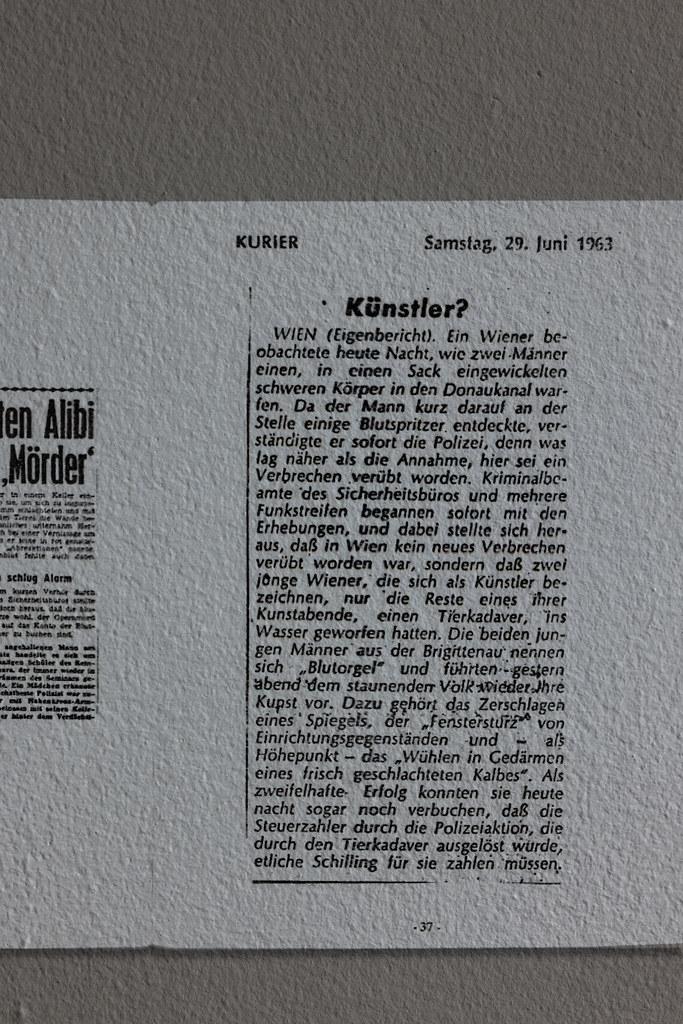 KURIER
Samstag, 29. Juni 1963
Künstler?
WIEN (Eigenbericht). Ein Wiener be-
obachtete heute Nacht, wie zwei Männer
einen, in einen Sack eingewickelten
schweren Körper in den Donaukanal war-
fen. Da der Mann kurz darauf an der
Stelle einige Blutspritzer entdeckte, ver-
ständigte er sofort die Polizei, denn was
lag näher als die Annahme, hier sei ein
Verbrechen verübt worden. Kriminalbe-
amte des Sicherheitsbüros und mehrere
Funkstreifen begannen sofort mit den
Erhebungen, und dabei stellte sich her-
aus, daß in Wien kein neues Verbrechen
verübt worden war, sondern daß zwei
junge Wiener, die sich als Künstler be-
zeichnen, nur die Reste eines ihrer
Kunstabende, einen Tierkadaver, ins
Wasser geworfen hatten. Die beiden jun-
gen Männer aus der Brigittenau nennen
sich „Blutorgel" und führten gestern
abend dem staunenden Volk wieder ihre
Kunst vor. Dazu gehört das Zerschlagen
eines Spiegels, der „Fenstersturz" von
Einrichtungsgegenständen und – als
Höhepunkt – das „Wühlen in Gedärmen
eines frisch geschlachteten Kalbes". Als
zweifelhafte Erfolg konnten sie heute
nacht sogar noch verbuchen, daß die
Steuerzahler durch die Polizeiaktion, die
durch den Tierkadaver ausgelöst wurde,
etliche Schilling für sie zahlen müssen.
- 37 -
ten Alibi
‚Mörder'
schlug Alarm